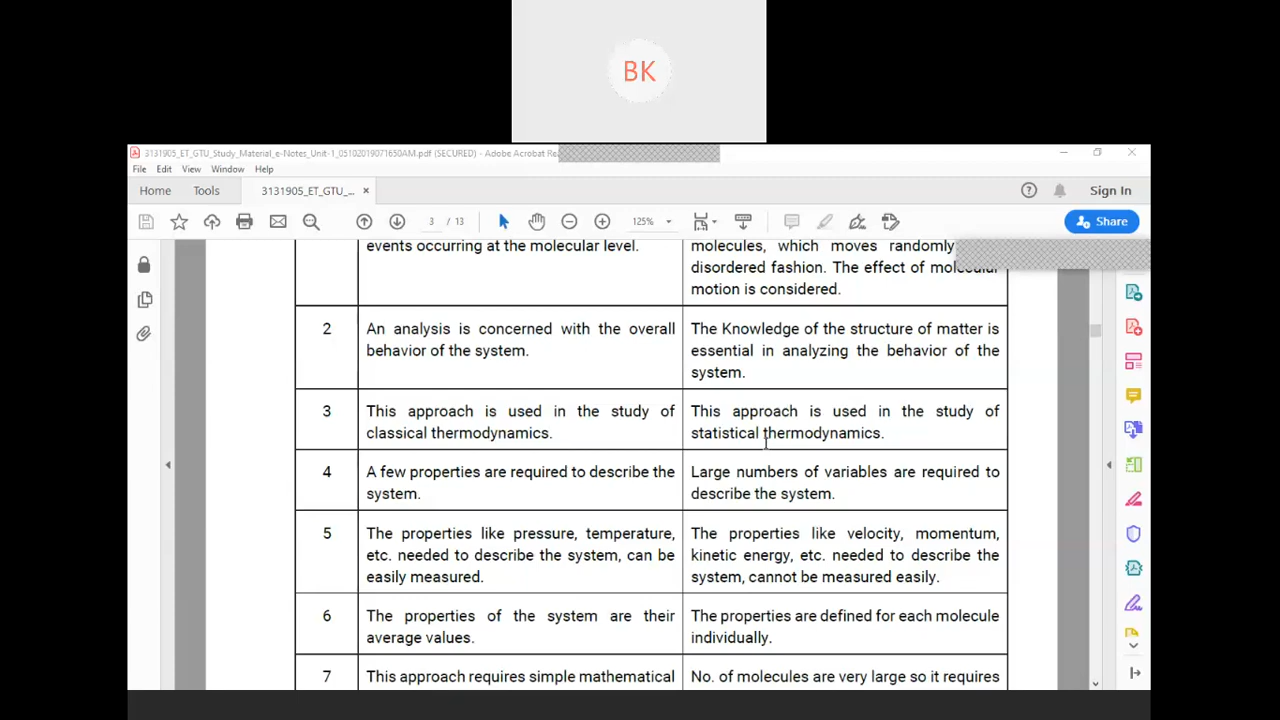 BK
3131905_ET_GTU_Study_Material_e-Notes_Unit-1_05102019071650AM.pdf (SECURED) - Adobe Acrobat Re
File Edit View Window Help
Home Tools 3131905_ET_GTU_... × Sign In
3 / 13 125% Share
events occurring at the molecular level.
molecules, which moves randomly
disordered fashion. The effect of molecular
motion is considered.
2
An analysis is concerned with the overall
behavior of the system.
The Knowledge of the structure of matter is
essential in analyzing the behavior of the
system.
3
This approach is used in the study of
classical thermodynamics.
This approach is used in the study of
statistical thermodynamics.
4
A few properties are required to describe the
system.
Large numbers of variables are required to
describe the system.
5
The properties like pressure, temperature,
etc. needed to describe the system, can be
easily measured.
The properties like velocity, momentum,
kinetic energy, etc. needed to describe the
system, cannot be measured easily.
6
The properties of the system are their
average values.
The properties are defined for each molecule
individually.
7
This approach requires simple mathematical
No. of molecules are very large so it requires